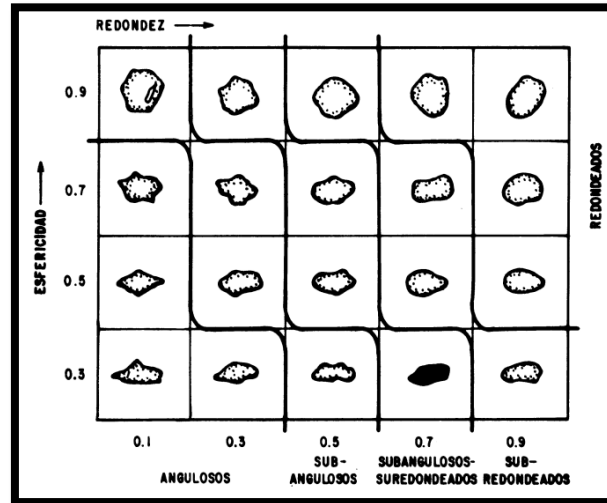 REDONDEZ
ESFERICIDAD
0.9
0.7
0.5
0.3
REDONDEADOS
0.1 0.3 0.5 0.7 0.9
ANGULOSOS
SUB-
ANGULOSOS
SUBANGULOSOS-
SUREDONDEADOS
SUB-
REDONDEADOS